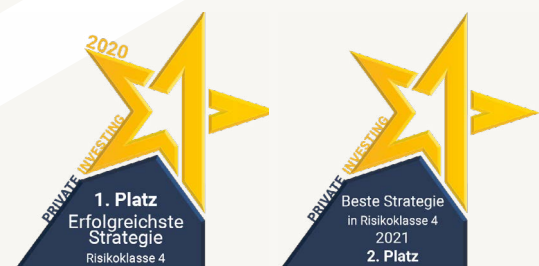 2020
PRIVATE INVESTING
1. Platz
Erfolgreichste
Strategie
Risikoklasse 4
PRIVATE INVESTING
Beste Strategie
in Risikoklasse 4
2021
2. Platz